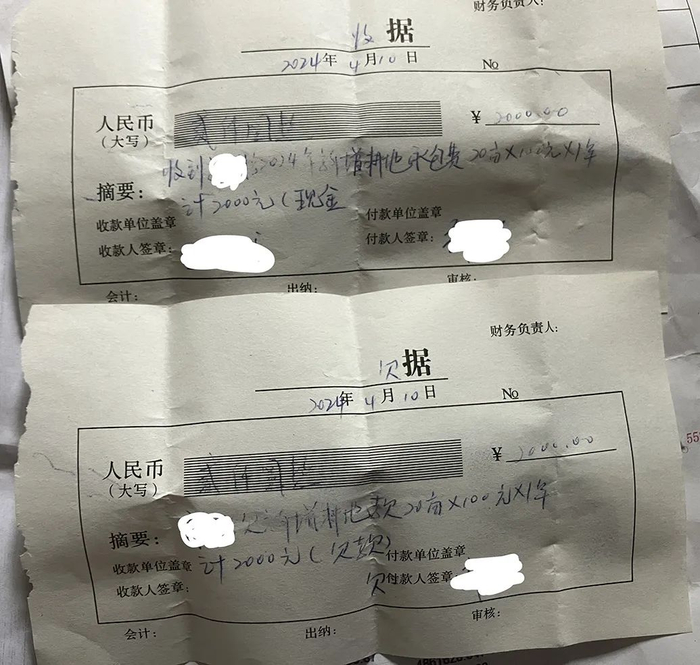 财务负责人:
收 据
2024年4月10日 No
人民币
(大写)
贰仟圆整
¥ 2000.00
摘要:
收到 2024年新增耕地承包费20亩×100元×1年
计2000元(现金
收款单位盖章 付款单位盖章
收款人签章: 付款人签章:
会计: 出纳: 审核:
财务负责人:
欠 据
2024年4月10日 No
人民币
(大写)
贰仟圆整
¥ 2000.00
摘要:
欠新增耕地款20亩×100元×1年
计2000元(欠款)
收款单位盖章 付款单位盖章
收款人签章: 欠付款人签章:
会计: 出纳: 审核:
55